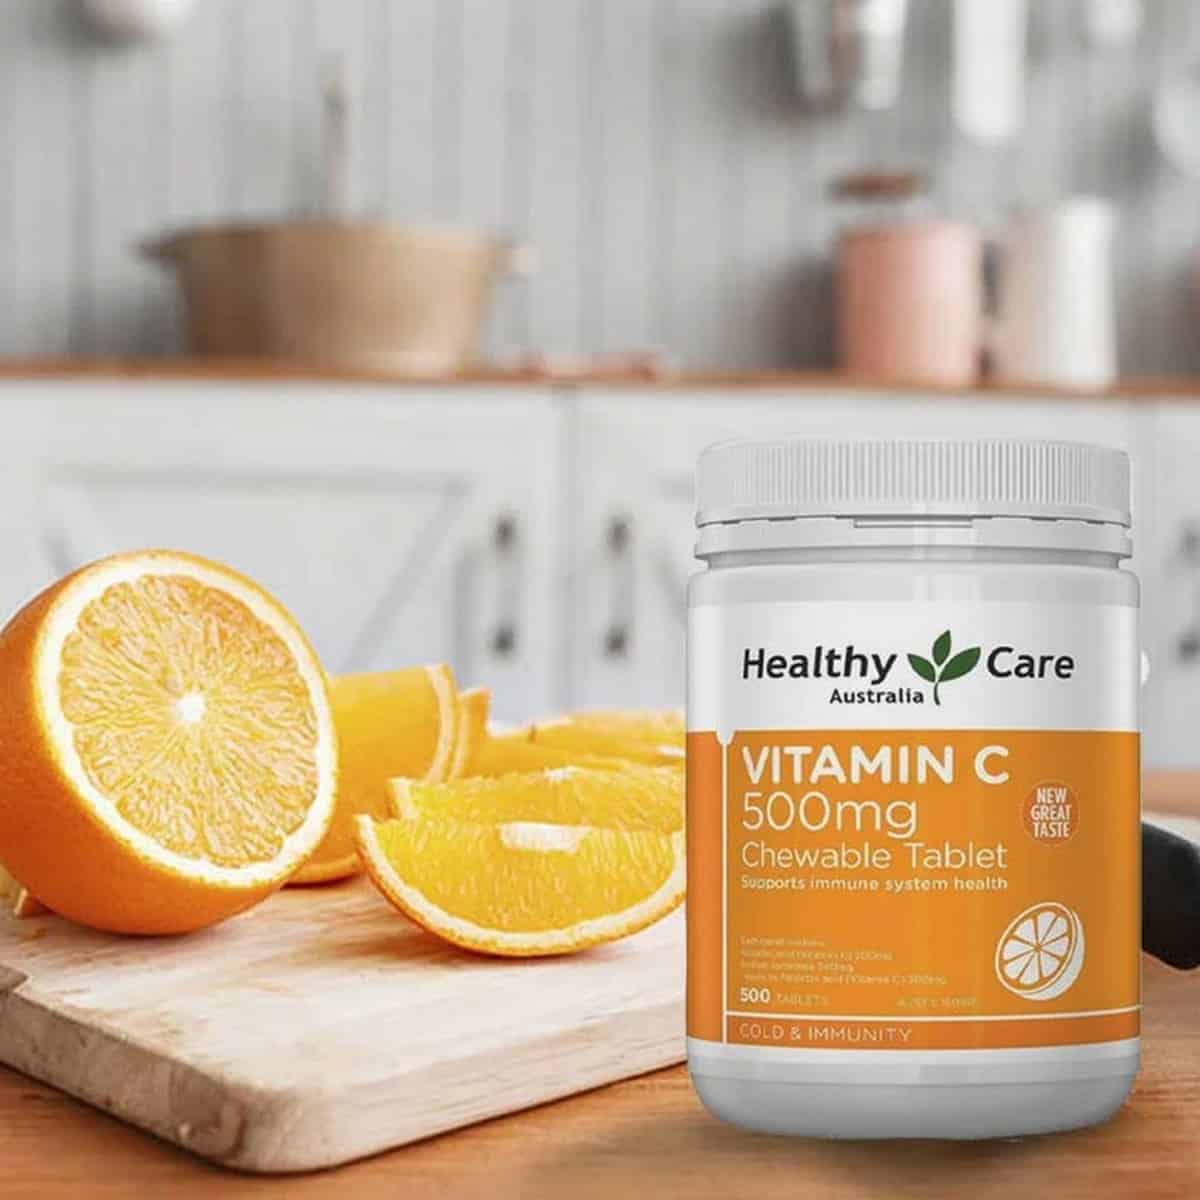 Healthy Care
Australia
VITAMIN C
500mg
Chewable Tablet
Supports immune system health
NEW
GREAT
TASTE
500 TABLETS
COLD & IMMUNITY